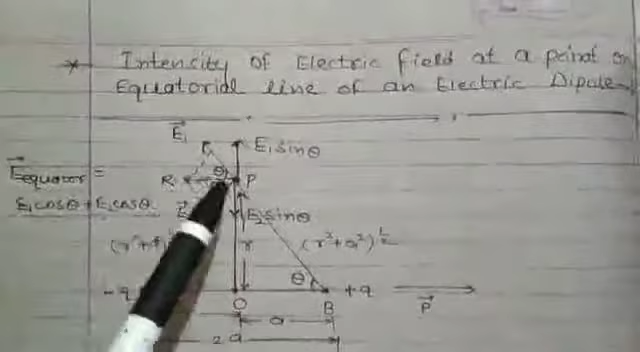 * Intencity of Electric field at a point on
Equatorial line of an Electric Dipole
E₁
E₁sinθ
E equator =
θ
R
P
E₁cosθ + E₂cosθ
E₂sinθ
r
(r²+a²)^½
θ
-q
O
B
+q
P
a
2a